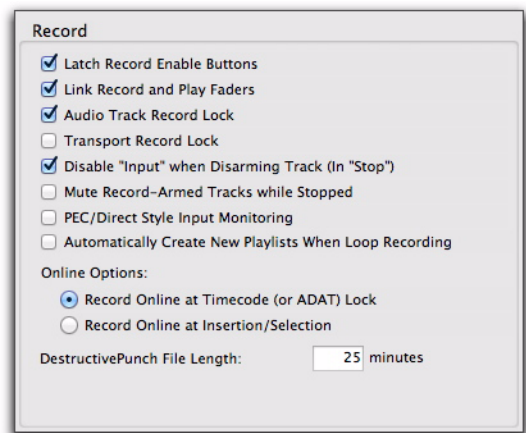 Record
Latch Record Enable Buttons
Link Record and Play Faders
Audio Track Record Lock
Transport Record Lock
Disable "Input" when Disarming Track (In "Stop")
Mute Record-Armed Tracks while Stopped
PEC/Direct Style Input Monitoring
Automatically Create New Playlists When Loop Recording
Online Options:
Record Online at Timecode (or ADAT) Lock
Record Online at Insertion/Selection
DestructivePunch File Length: 25 minutes